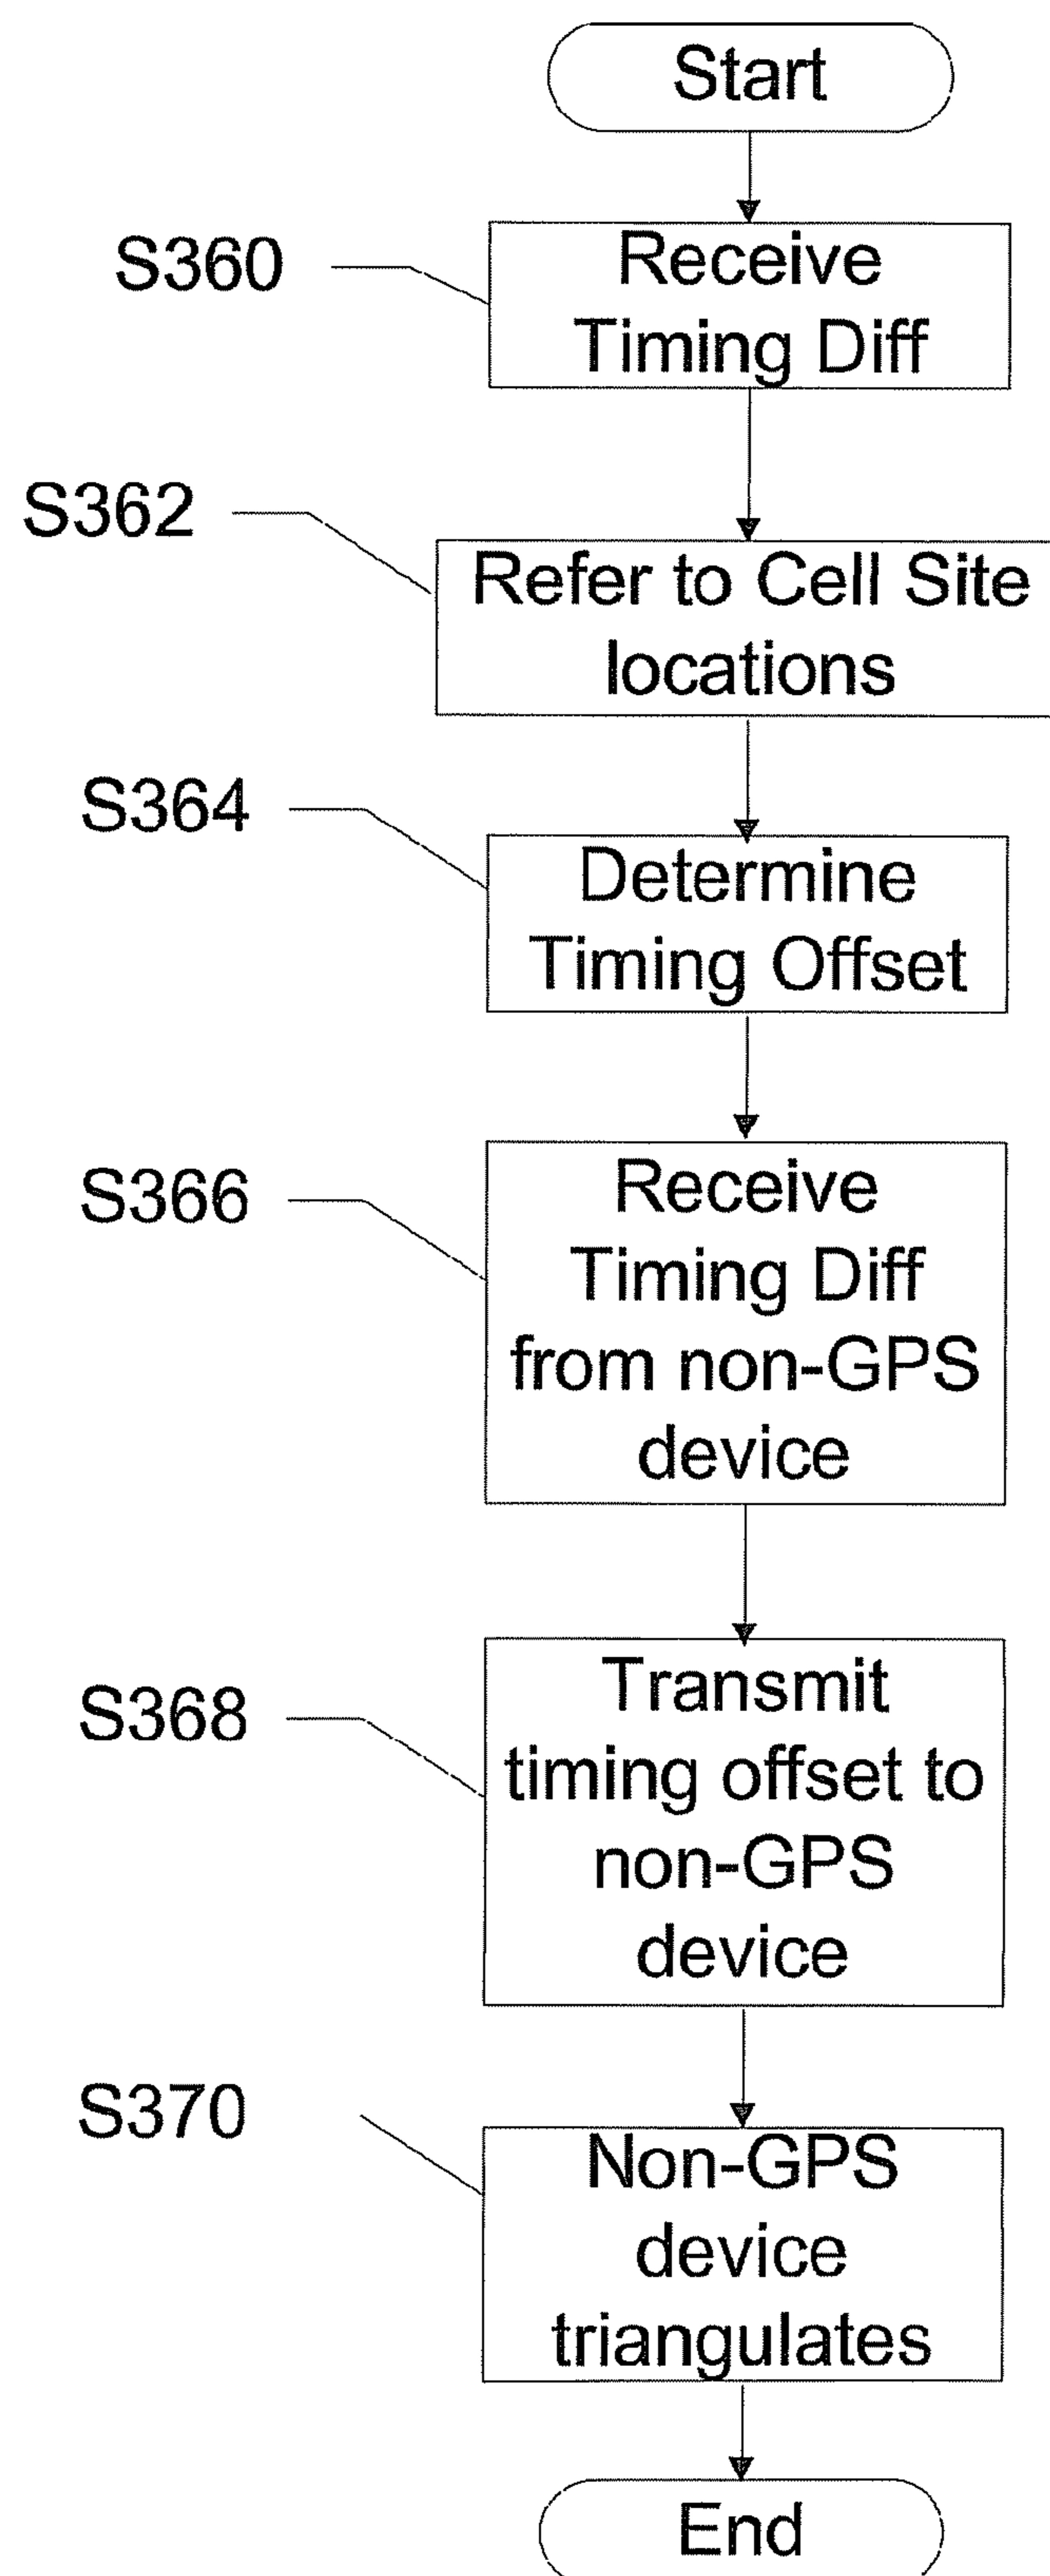 Start
S360
Receive
Timing Diff
S362
Refer to Cell Site
locations
S364
Determine
Timing Offset
S366
Receive
Timing Diff
from non-GPS
device
S368
Transmit
timing offset to
non-GPS
device
S370
Non-GPS
device
triangulates
End